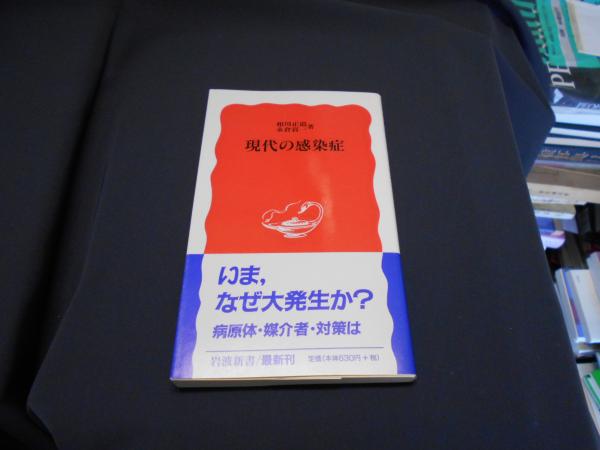 相川正道
永倉貢一 著
現代の感染症
いま,
なぜ大発生か?
病原体・媒介者・対策は
岩波新書/最新刊 定価(本体630円+税)